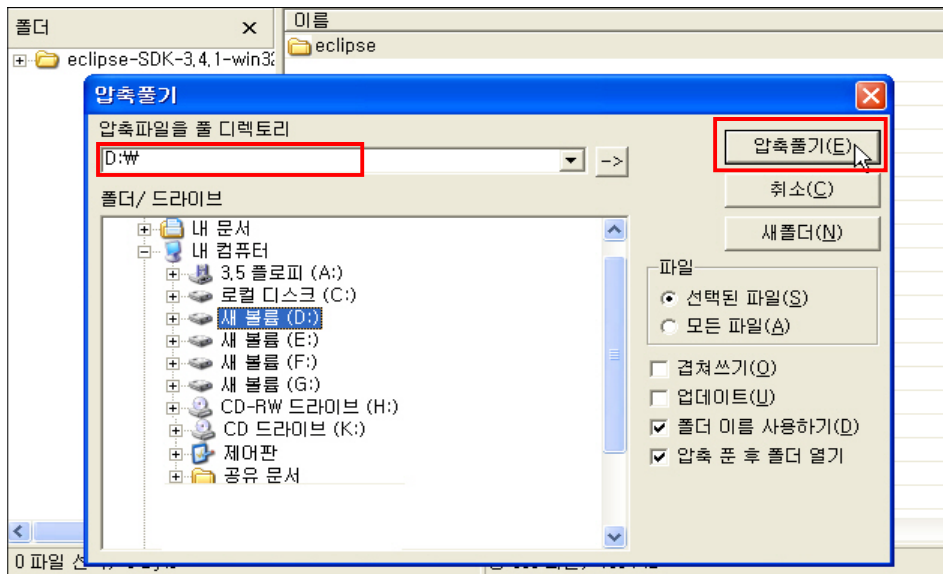 폴더
이름
eclipse-SDK-3,4,1-win32
eclipse
압축풀기
압축파일을 풀 디렉토리
D:₩
->
압축풀기(E)
취소(C)
새폴더(N)
폴더/ 드라이브
내 문서
내 컴퓨터
3,5 플로피 (A:)
로컬 디스크 (C:)
새 볼륨 (D:)
새 볼륨 (E:)
새 볼륨 (F:)
새 볼륨 (G:)
CD-RW 드라이브 (H:)
CD 드라이브 (K:)
제어판
공유 문서
파일
선택된 파일(S)
모든 파일(A)
겹쳐쓰기(O)
업데이트(U)
폴더 이름 사용하기(D)
압축 푼 후 폴더 열기
0 파일